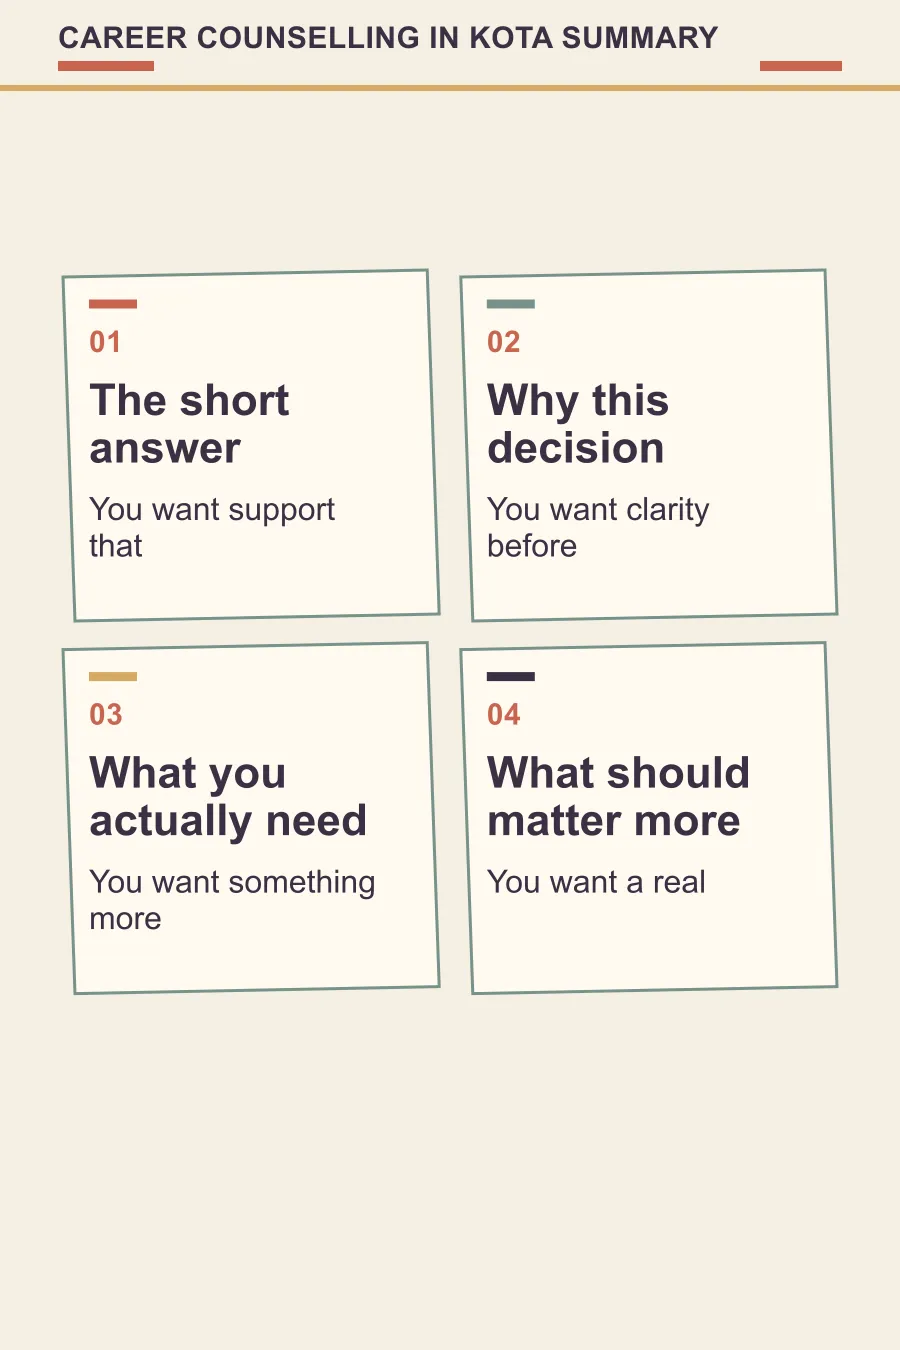 CAREER COUNSELLING IN KOTA SUMMARY
01
The short
answer
You want support
that
02
Why this
decision
You want clarity
before
03
What you
actually need
You want something
more
04
What should
matter more
You want a real